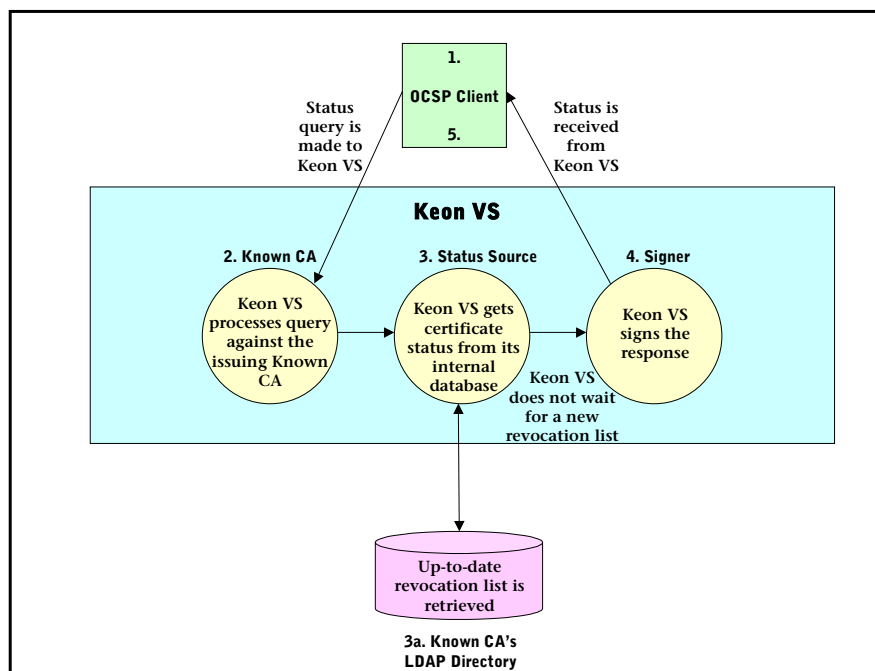 1.
OCSP Client
5.
Status
query is
made to
Keon VS
Status is
received
from
Keon VS
Keon VS
2. Known CA
3. Status Source
4. Signer
Keon VS
processes query
against the
issuing Known
CA
Keon VS gets
certificate
status from its
internal
database
Keon VS
signs the
response
Keon VS
does not wait
for a new
revocation list
Up-to-date
revocation list is
retrieved
3a. Known CA's
LDAP Directory